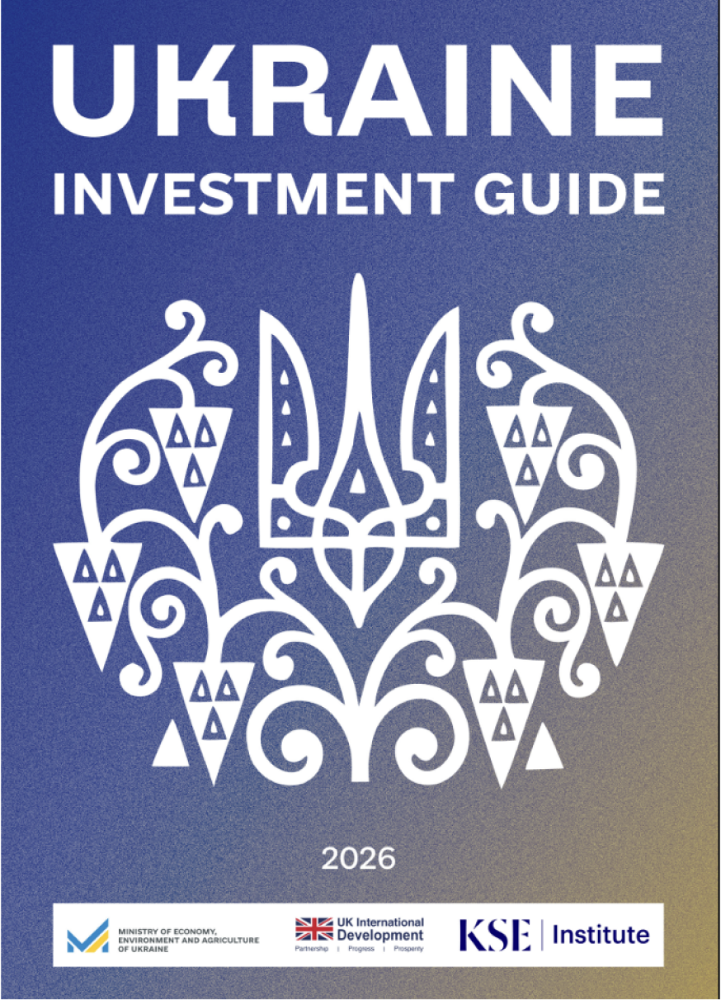 UKRAINE
INVESTMENT GUIDE
2026
MINISTRY OF ECONOMY,
ENVIRONMENT AND AGRICULTURE
OF UKRAINE
UK International
Development
Partnership | Progress | Prosperity
KSE | Institute